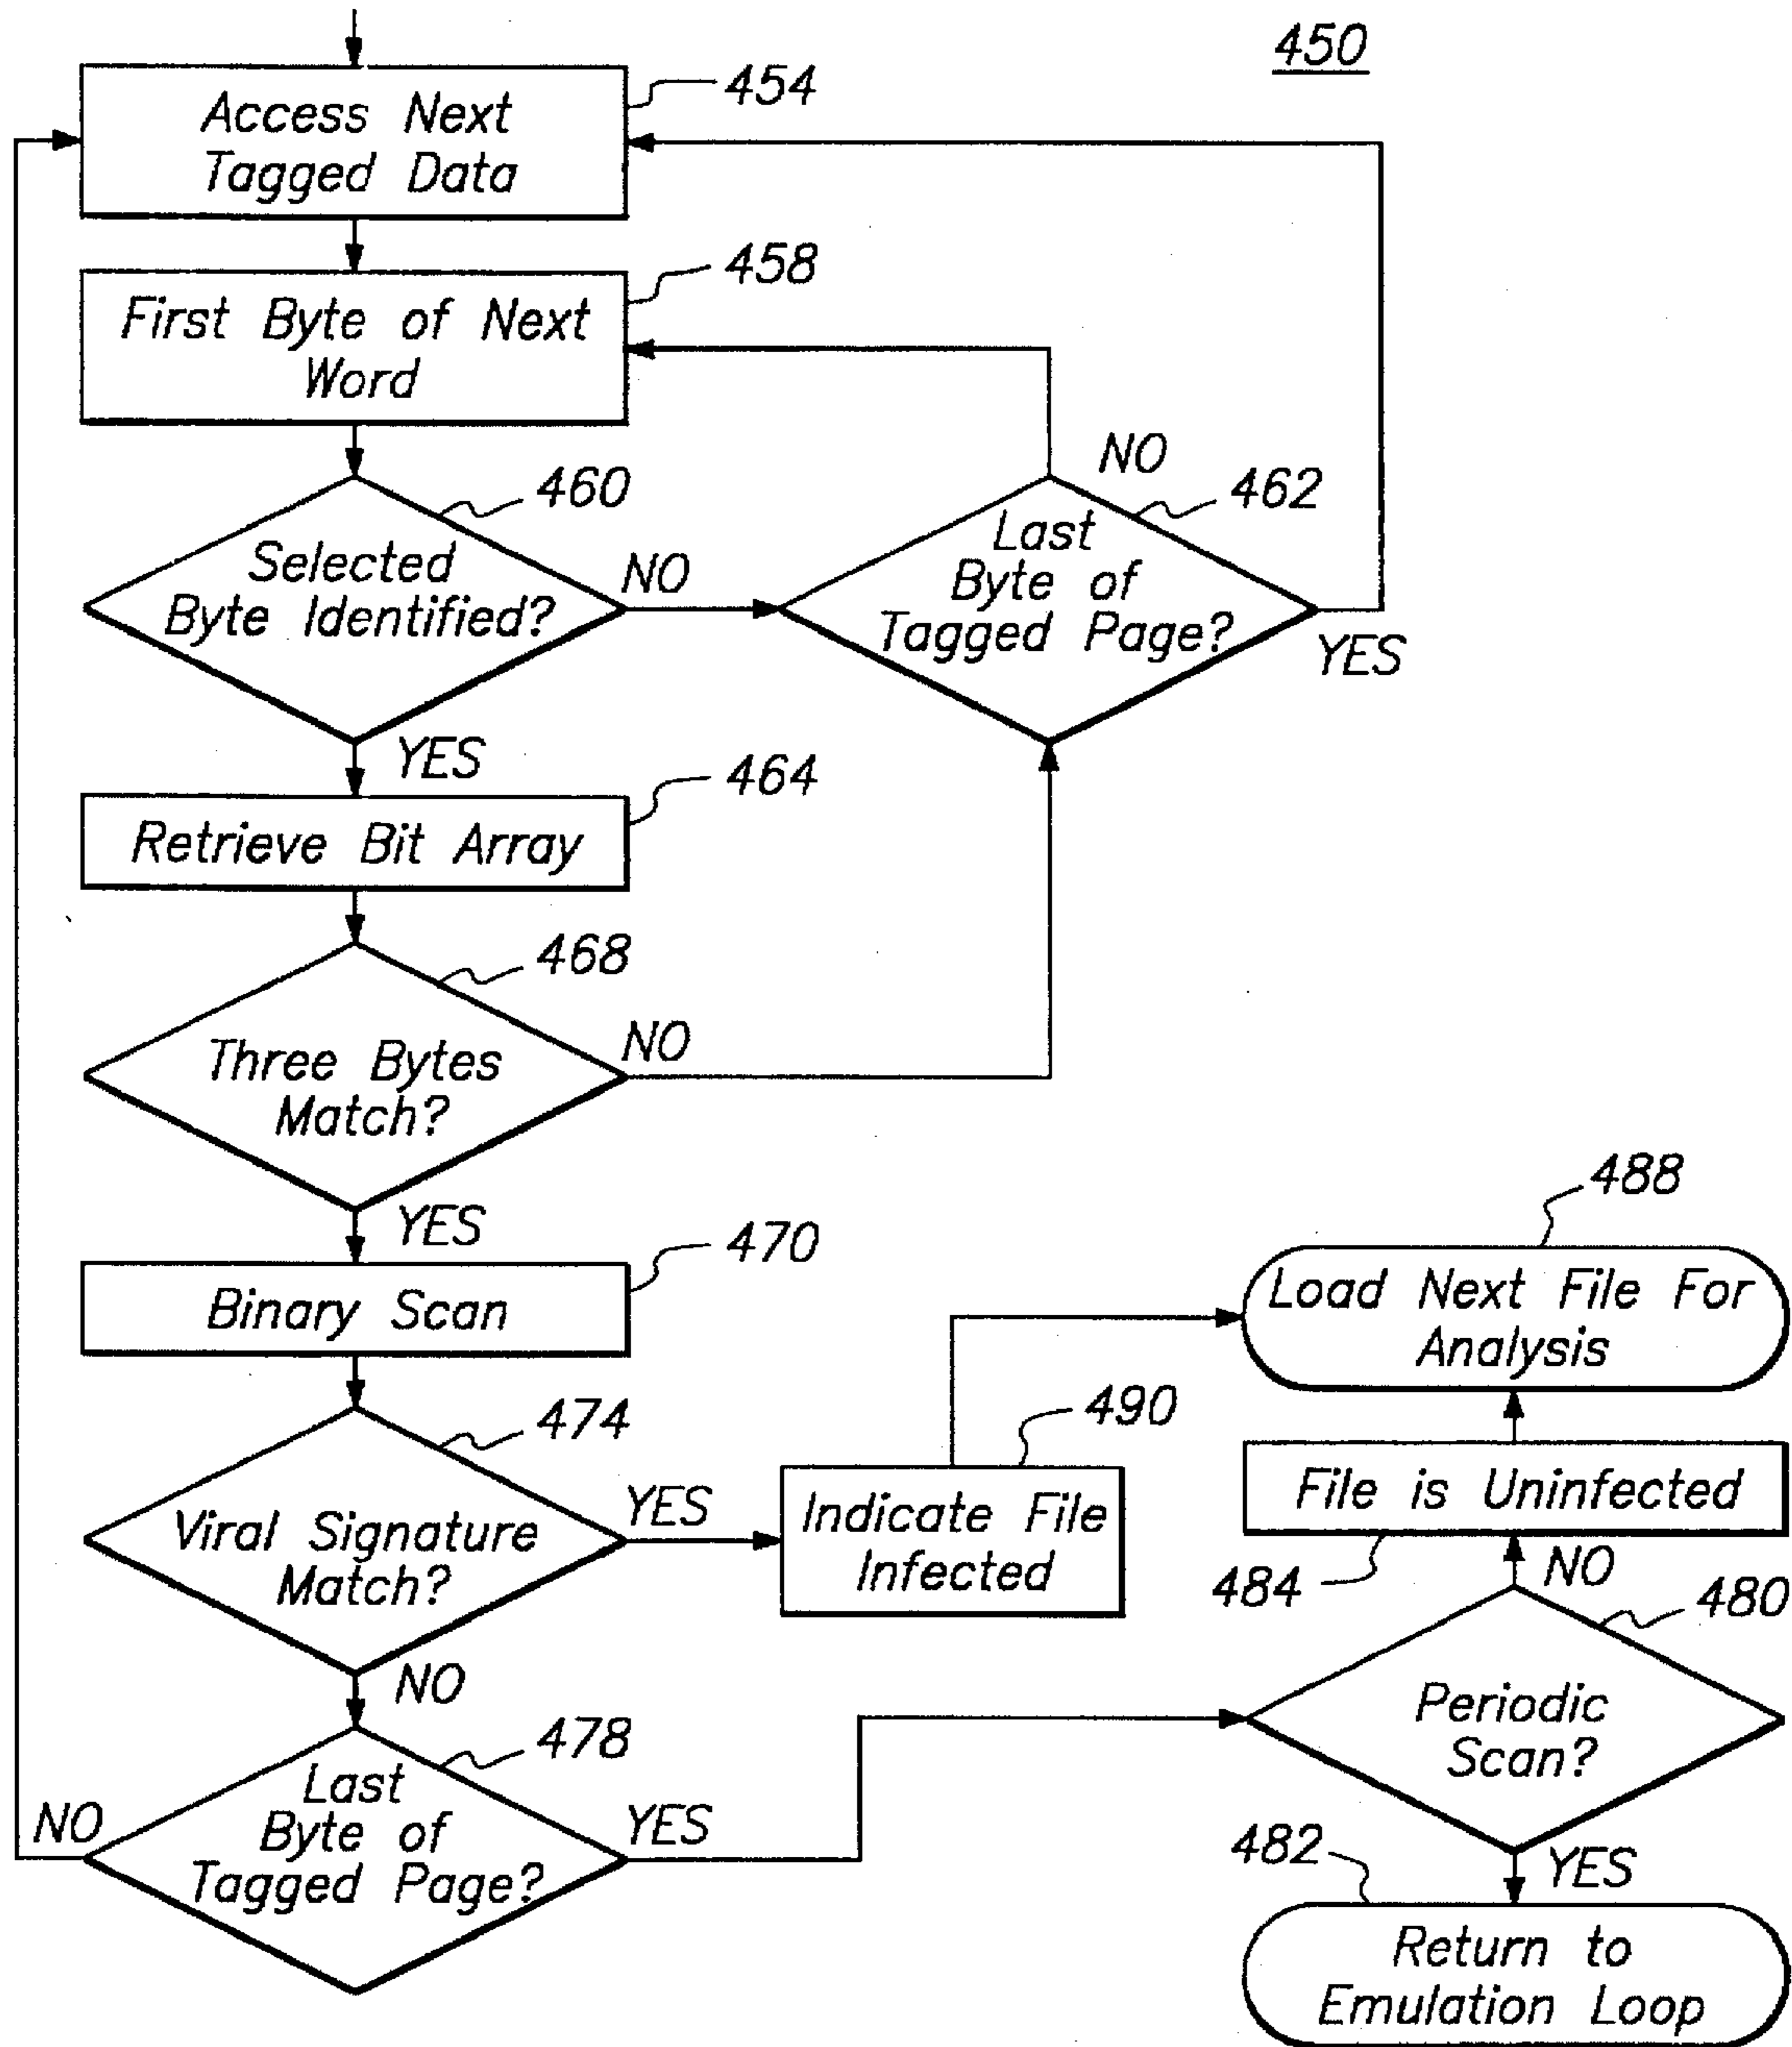 450
Access Next
Tagged Data
454
First Byte of Next
Word
458
Selected
Byte Identified?
460
NO
YES
Last
Byte of
Tagged Page?
462
NO
YES
Retrieve Bit Array
464
Three Bytes
Match?
468
NO
YES
Binary Scan
470
Viral Signature
Match?
474
YES
NO
Indicate File
Infected
490
Last
Byte of
Tagged Page?
478
NO
YES
Load Next File For
Analysis
488
File is Uninfected
484
NO
Periodic
Scan?
480
YES
482
Return to
Emulation Loop